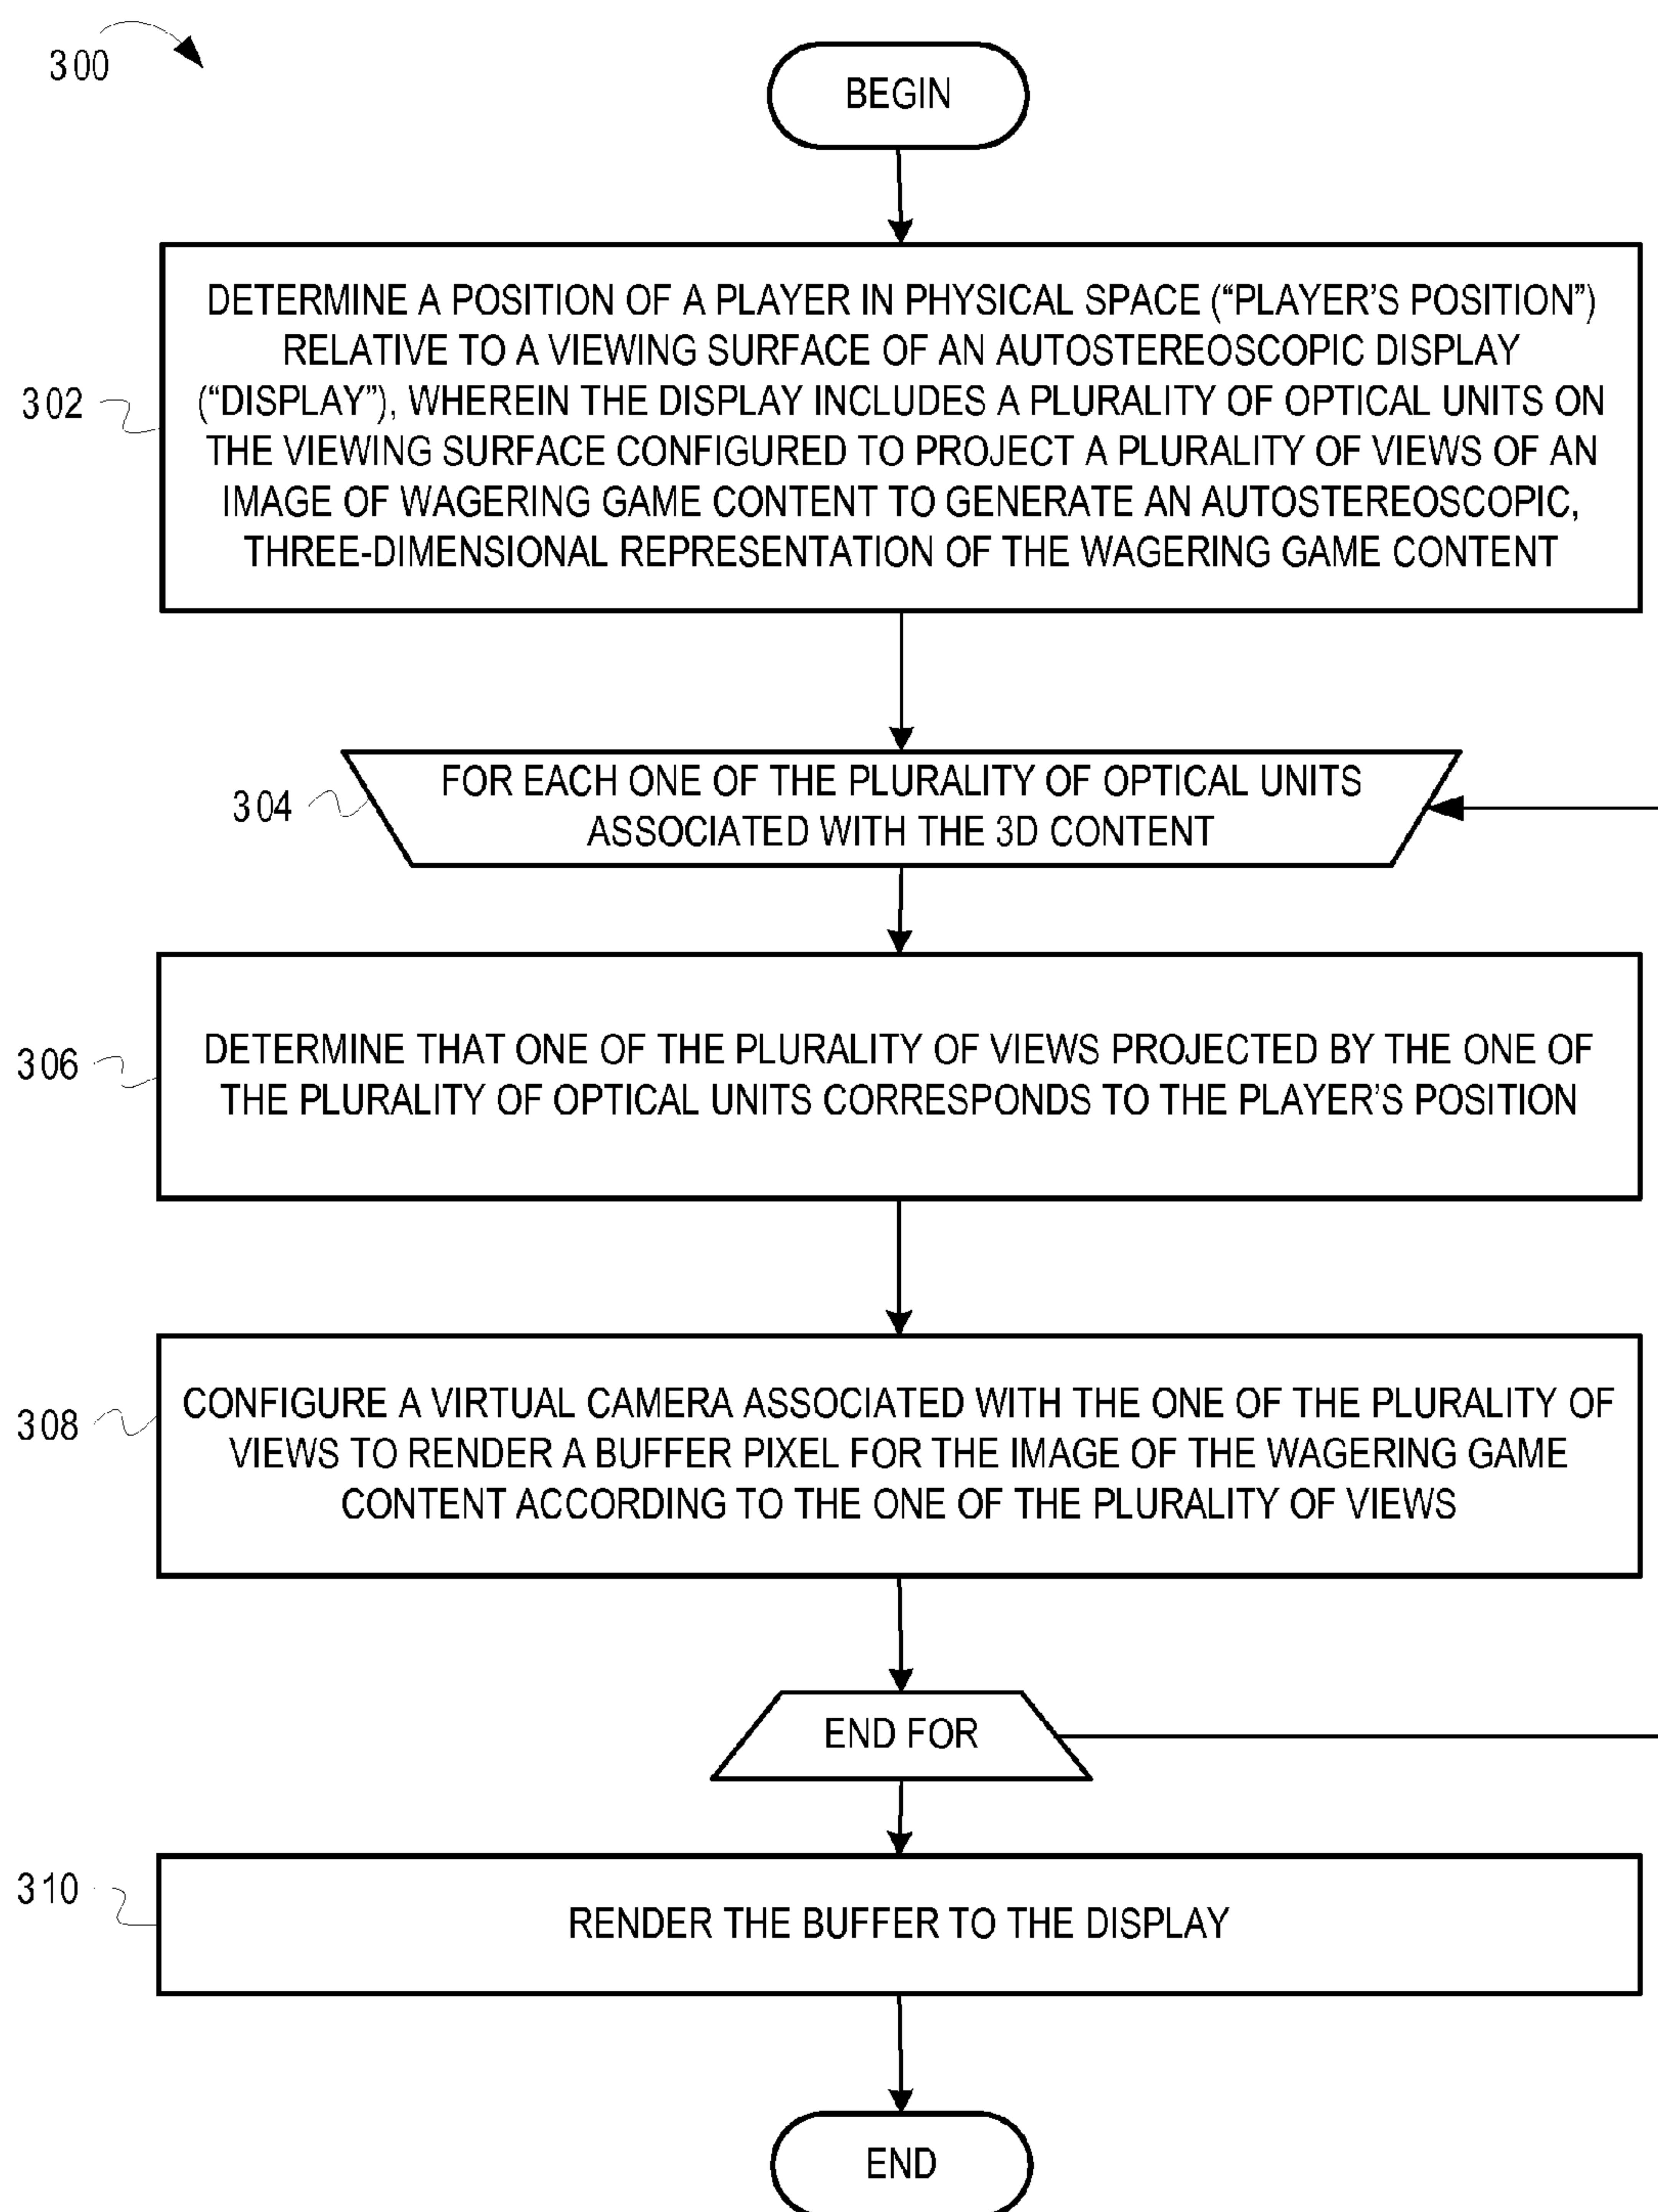 300
BEGIN
302
DETERMINE A POSITION OF A PLAYER IN PHYSICAL SPACE (“PLAYER’S POSITION”)
RELATIVE TO A VIEWING SURFACE OF AN AUTOSTEREOSCOPIC DISPLAY
(“DISPLAY”), WHEREIN THE DISPLAY INCLUDES A PLURALITY OF OPTICAL UNITS ON
THE VIEWING SURFACE CONFIGURED TO PROJECT A PLURALITY OF VIEWS OF AN
IMAGE OF WAGERING GAME CONTENT TO GENERATE AN AUTOSTEREOSCOPIC,
THREE-DIMENSIONAL REPRESENTATION OF THE WAGERING GAME CONTENT
304
FOR EACH ONE OF THE PLURALITY OF OPTICAL UNITS
ASSOCIATED WITH THE 3D CONTENT
306
DETERMINE THAT ONE OF THE PLURALITY OF VIEWS PROJECTED BY THE ONE OF
THE PLURALITY OF OPTICAL UNITS CORRESPONDS TO THE PLAYER’S POSITION
308
CONFIGURE A VIRTUAL CAMERA ASSOCIATED WITH THE ONE OF THE PLURALITY OF
VIEWS TO RENDER A BUFFER PIXEL FOR THE IMAGE OF THE WAGERING GAME
CONTENT ACCORDING TO THE ONE OF THE PLURALITY OF VIEWS
END FOR
310
RENDER THE BUFFER TO THE DISPLAY
END